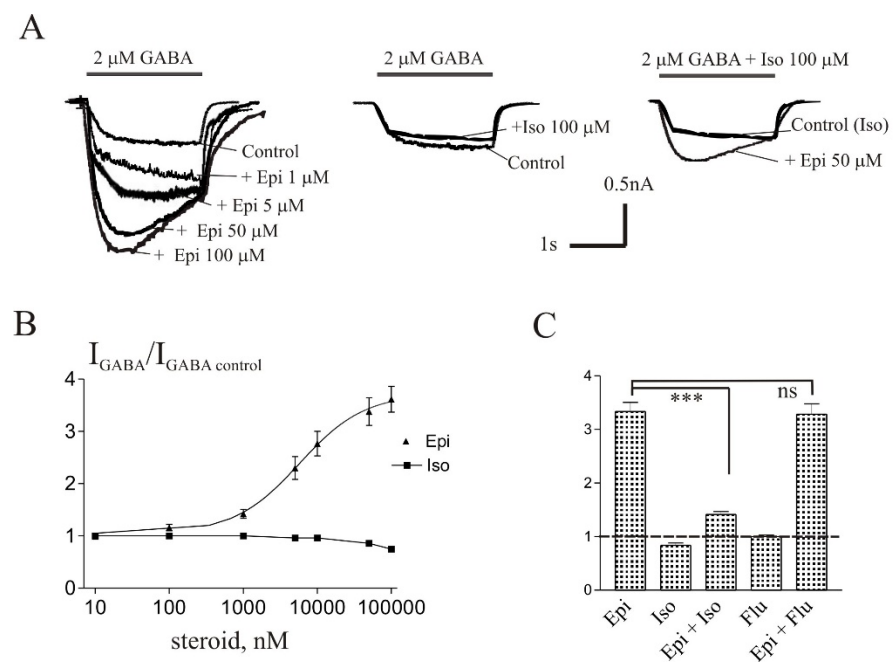 A
2 μM GABA
Control
+ Epi 1 μM
+ Epi 5 μM
+ Epi 50 μM
+ Epi 100 μM
2 μM GABA
+Iso 100 μM
Control
2 μM GABA + Iso 100 μM
Control (Iso)
+ Epi 50 μM
0.5nA
1s
B
I_GABA/I_GABA control
4
3
2
1
0
10 100 1000 10000 100000
steroid, nM
Epi
Iso
C
4
3
2
1
0
***
ns
Epi
Iso
Epi + Iso
Flu
Epi + Flu